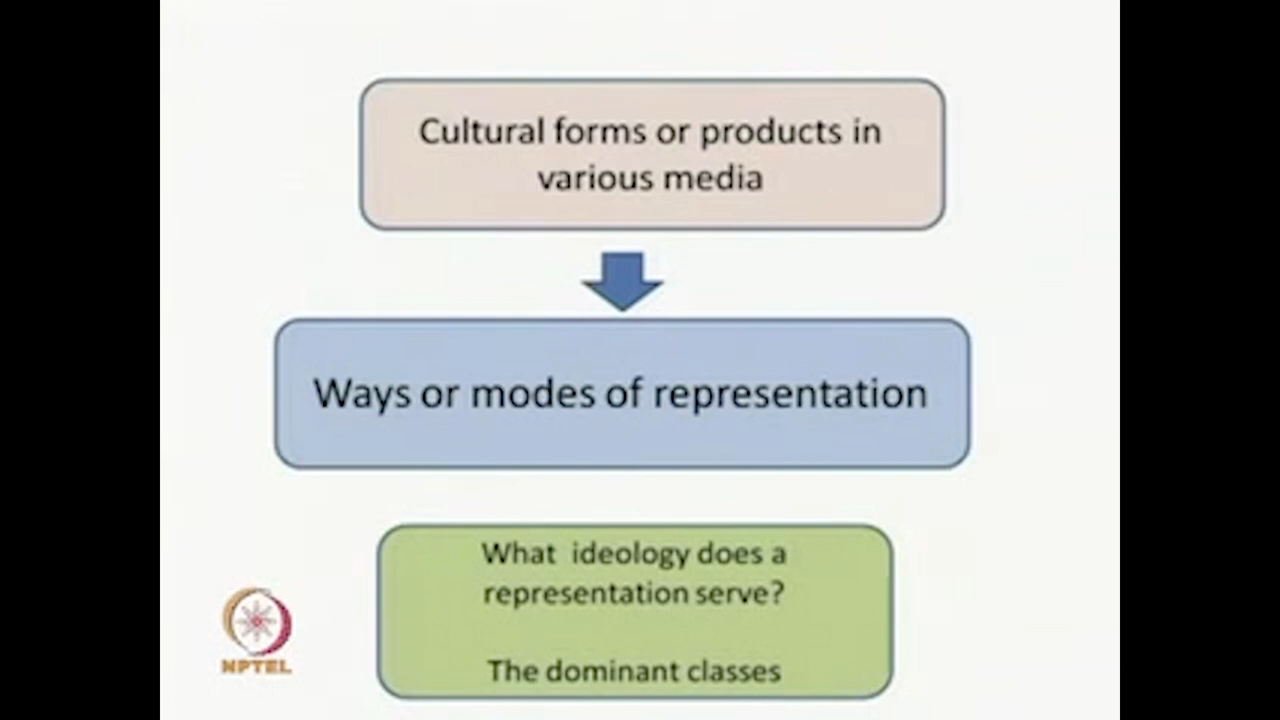 Cultural forms or products in
various media
Ways or modes of representation
What ideology does a
representation serve?
The dominant classes
NPTEL